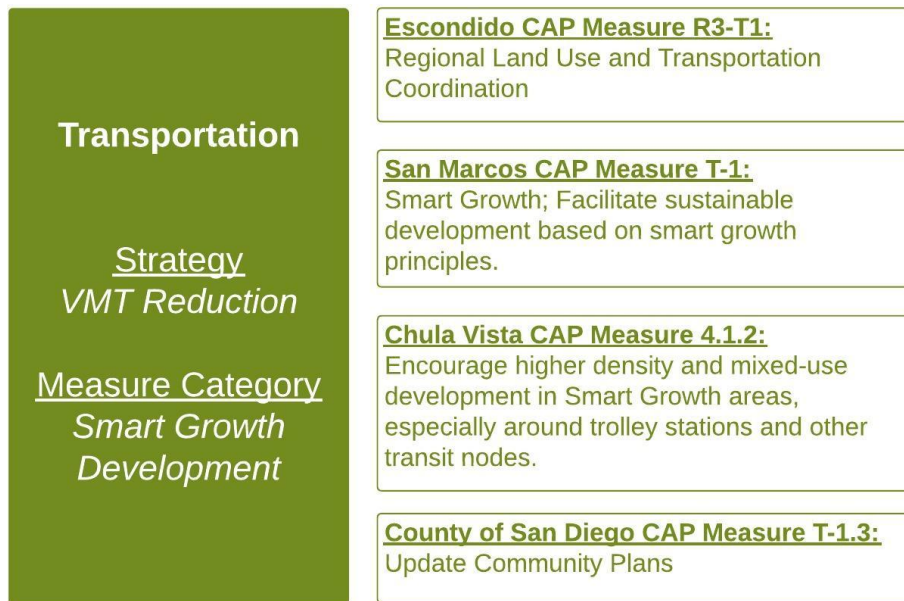 Transportation
Strategy
VMT Reduction
Measure Category
Smart Growth
Development
Escondido CAP Measure R3-T1:
Regional Land Use and Transportation
Coordination
San Marcos CAP Measure T-1:
Smart Growth; Facilitate sustainable
development based on smart growth
principles.
Chula Vista CAP Measure 4.1.2:
Encourage higher density and mixed-use
development in Smart Growth areas,
especially around trolley stations and other
transit nodes.
County of San Diego CAP Measure T-1.3:
Update Community Plans